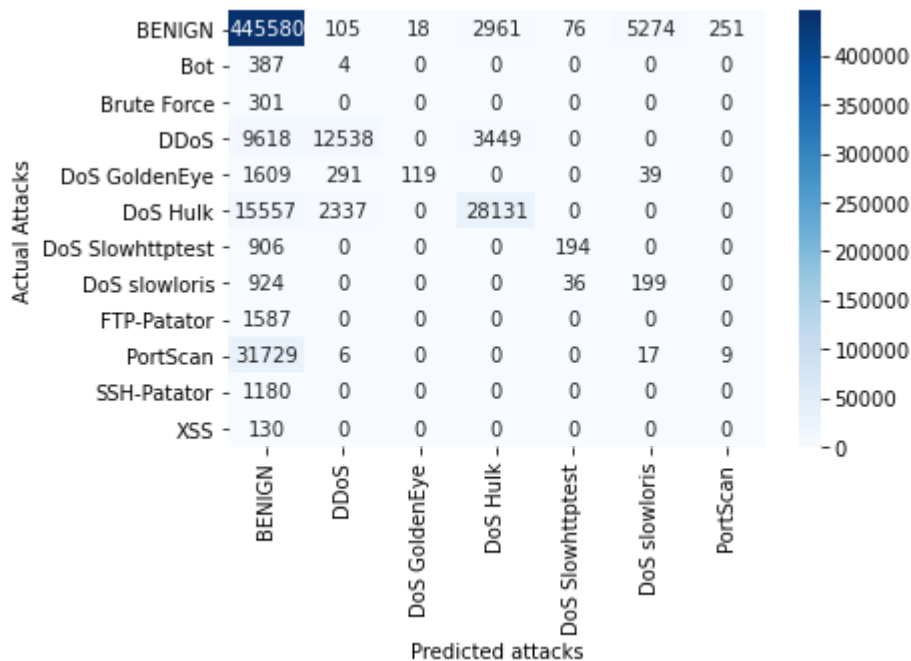 BENIGN 445580 105 18 2961 76 5274 251
Bot 387 4 0 0 0 0 0
Brute Force 301 0 0 0 0 0 0
DDoS 9618 12538 0 3449 0 0 0
DoS GoldenEye 1609 291 119 0 0 39 0
DoS Hulk 15557 2337 0 28131 0 0 0
DoS Slowhttptest 906 0 0 0 194 0 0
DoS slowloris 924 0 0 0 36 199 0
FTP-Patator 1587 0 0 0 0 0 0
PortScan 31729 6 0 0 0 17 9
SSH-Patator 1180 0 0 0 0 0 0
XSS 130 0 0 0 0 0 0
Actual Attacks
BENIGN
DDoS
DoS GoldenEye
DoS Hulk
DoS Slowhttptest
DoS slowloris
PortScan
Predicted attacks
400000
350000
300000
250000
200000
150000
100000
50000
0